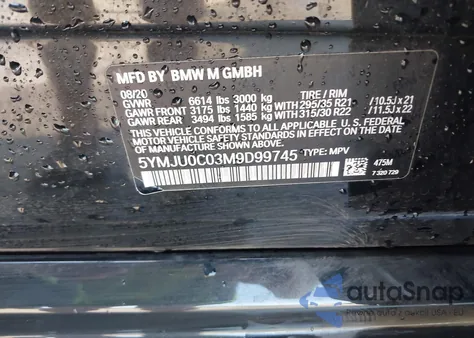 MFD BY BMW M GMBH
08/20
GVWR 6614 lbs 3000 kg TIRE / RIM
GAWR FRONT 3175 lbs 1440 kg WITH 295/35 R21 /10.5J x 21
GAWR REAR 3494 lbs 1585 kg WITH 315/30 R22 /11.5J x 22
THIS VEHICLE CONFORMS TO ALL APPLICABLE U.S. FEDERAL
MOTOR VEHICLE SAFETY STANDARDS IN EFFECT ON THE
DATE OF MANUFACTURE SHOWN ABOVE.
5YMJU0C03M9D99745 TYPE: MPV
475M
7 320 729
autoSnap